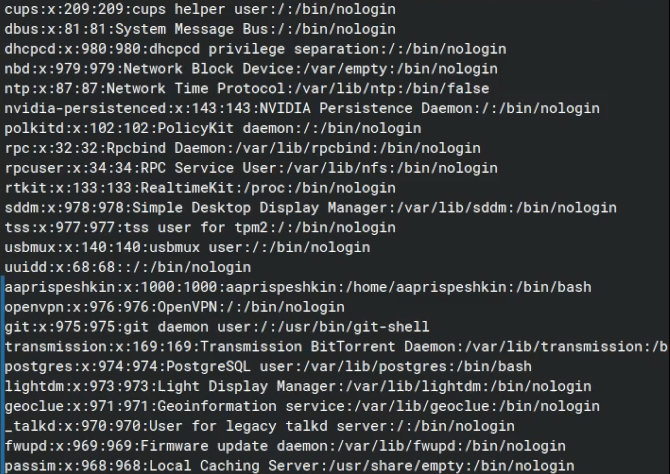 cups:x:209:209:cups helper user:/:/bin/nologin
dbus:x:81:81:System Message Bus:/:/bin/nologin
dhcpcd:x:980:980:dhcpcd privilege separation:/:/bin/nologin
nbd:x:979:979:Network Block Device:/var/empty:/bin/nologin
ntp:x:87:87:Network Time Protocol:/var/lib/ntp:/bin/false
nvidia-persistenced:x:143:143:NVIDIA Persistence Daemon:/:/bin/nologin
polkitd:x:102:102:PolicyKit daemon:/:/bin/nologin
rpc:x:32:32:Rpcbind Daemon:/var/lib/rpcbind:/bin/nologin
rpcuser:x:34:34:RPC Service User:/var/lib/nfs:/bin/nologin
rtkit:x:133:133:RealtimeKit:/proc:/bin/nologin
sddm:x:978:978:Simple Desktop Display Manager:/var/lib/sddm:/bin/nologin
tss:x:977:977:tss user for tpm2:/:/bin/nologin
usbmux:x:140:140:usbmux user:/:/bin/nologin
uuidd:x:68:68::/:/bin/nologin
aaprispeshkin:x:1000:1000:aaprispeshkin:/home/aaprispeshkin:/bin/bash
openvpn:x:976:976:OpenVPN:/:/bin/nologin
git:x:975:975:git daemon user:/:/usr/bin/git-shell
transmission:x:169:169:Transmission BitTorrent Daemon:/var/lib/transmission:/b
postgres:x:974:974:PostgreSQL user:/var/lib/postgres:/bin/bash
lightdm:x:973:973:Light Display Manager:/var/lib/lightdm:/bin/nologin
geoclue:x:971:971:Geoinformation service:/var/lib/geoclue:/bin/nologin
_talkd:x:970:970:User for legacy talkd server:/:/bin/nologin
fwupd:x:969:969:Firmware update daemon:/var/lib/fwupd:/bin/nologin
passim:x:968:968:Local Caching Server:/usr/share/empty:/bin/nologin